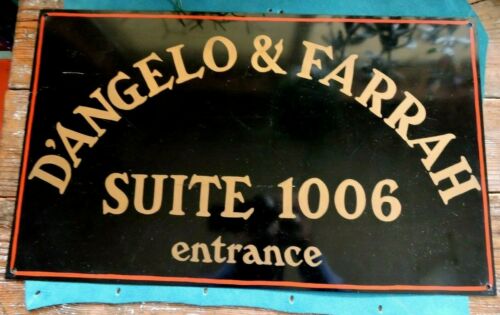 D'ANGELO & FARRAH
SUITE 1006
entrance